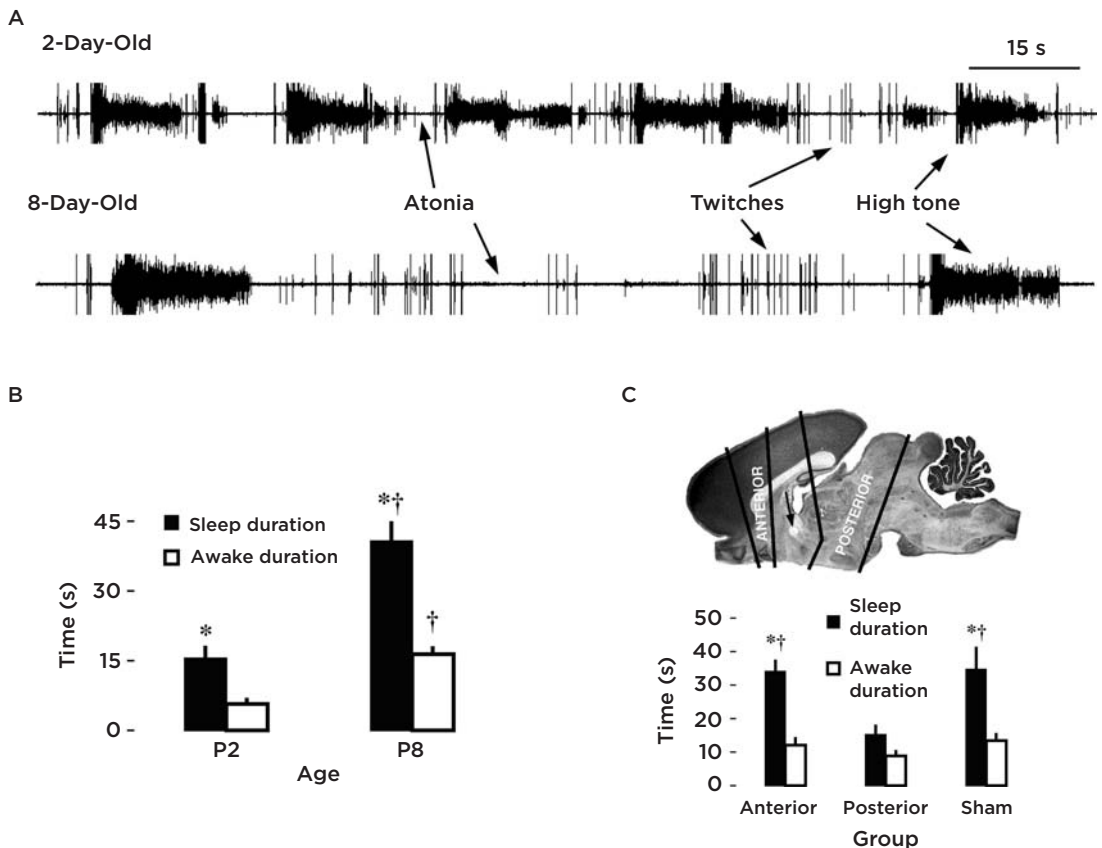 A
2-Day-Old
15 s
8-Day-Old
Atonia
Twitches
High tone
B
Sleep duration
Awake duration
Time (s)
45
30
15
0
*
*†
†
P2
P8
Age
C
ANTERIOR
POSTERIOR
Sleep
duration
Awake
duration
Time (s)
50
40
30
20
10
0
*†
*†
Anterior
Posterior
Sham
Group